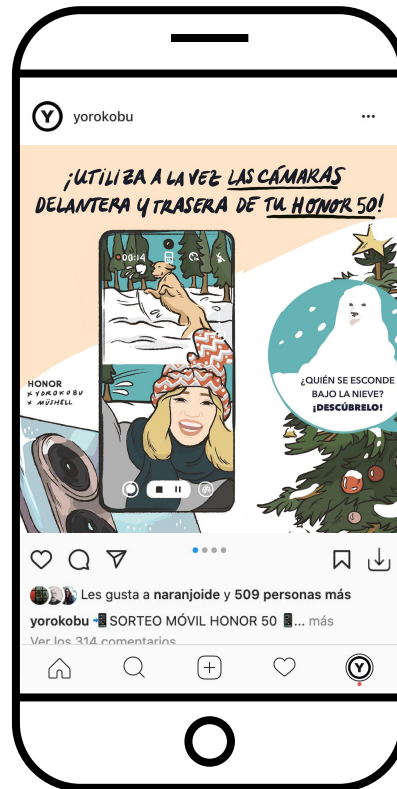 yorokobu
¡UTILIZA A LA VEZ LAS CÁMARAS
DELANTERA Y TRASERA DE TU HONOR 50!
00:14
HONOR
X YOROKOBU
X MÜSHELL
¿QUIÉN SE ESCONDE
BAJO LA NIEVE?
¡DESCÚBRELO!
Les gusta a naranjoide y 509 personas más
yorokobu 📲 SORTEO MÓVIL HONOR 50 📱... más
Ver los 314 comentarios